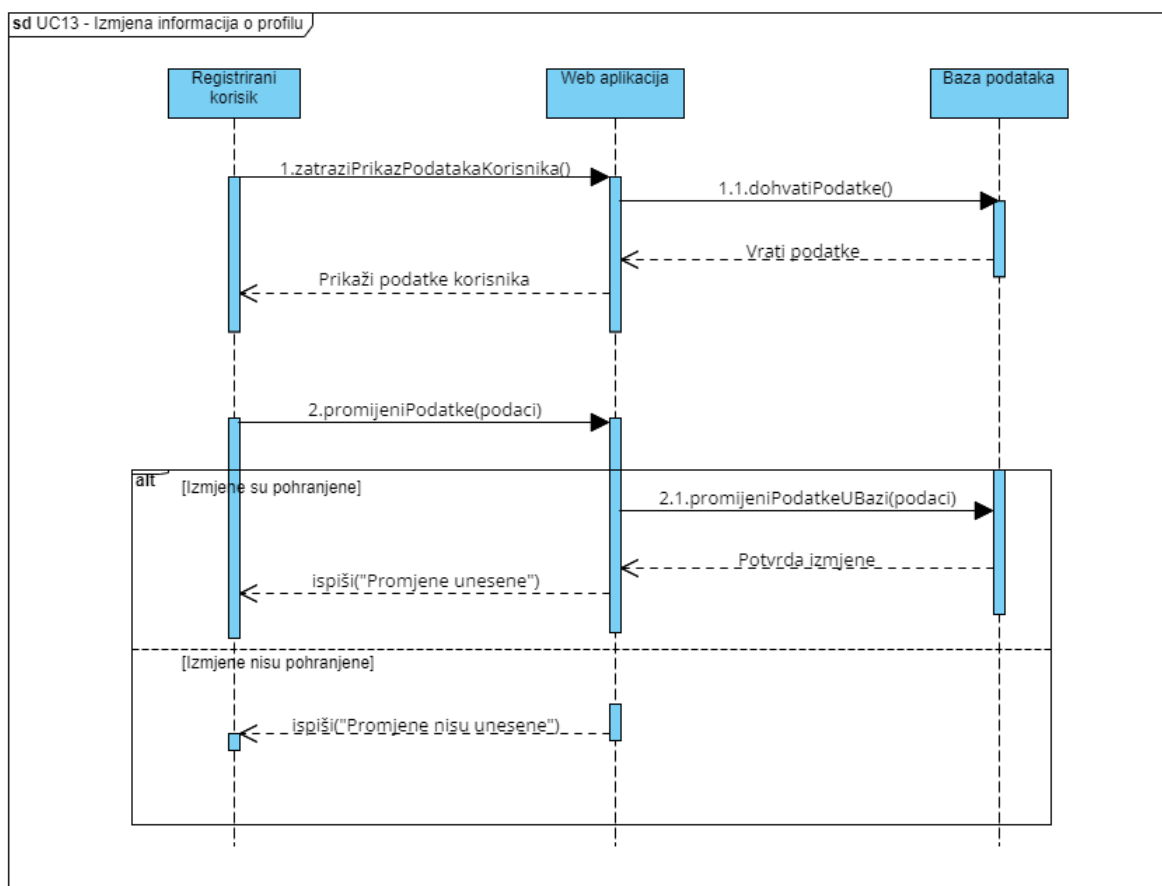 sd UC13 - Izmjena informacija o profilu
Registrirani
korisik
Web aplikacija
Baza podataka
1.zatraziPrikazPodatakaKorisnika()
1.1.dohvatiPodatke()
Vrati podatke
Prikaži podatke korisnika
2.promijeniPodatke(podaci)
alt
[Izmjene su pohranjene]
2.1.promijeniPodatkeUBazi(podaci)
Potvrda izmjene
ispiši("Promjene unesene")
[Izmjene nisu pohranjene]
ispiši("Promjene nisu unesene")